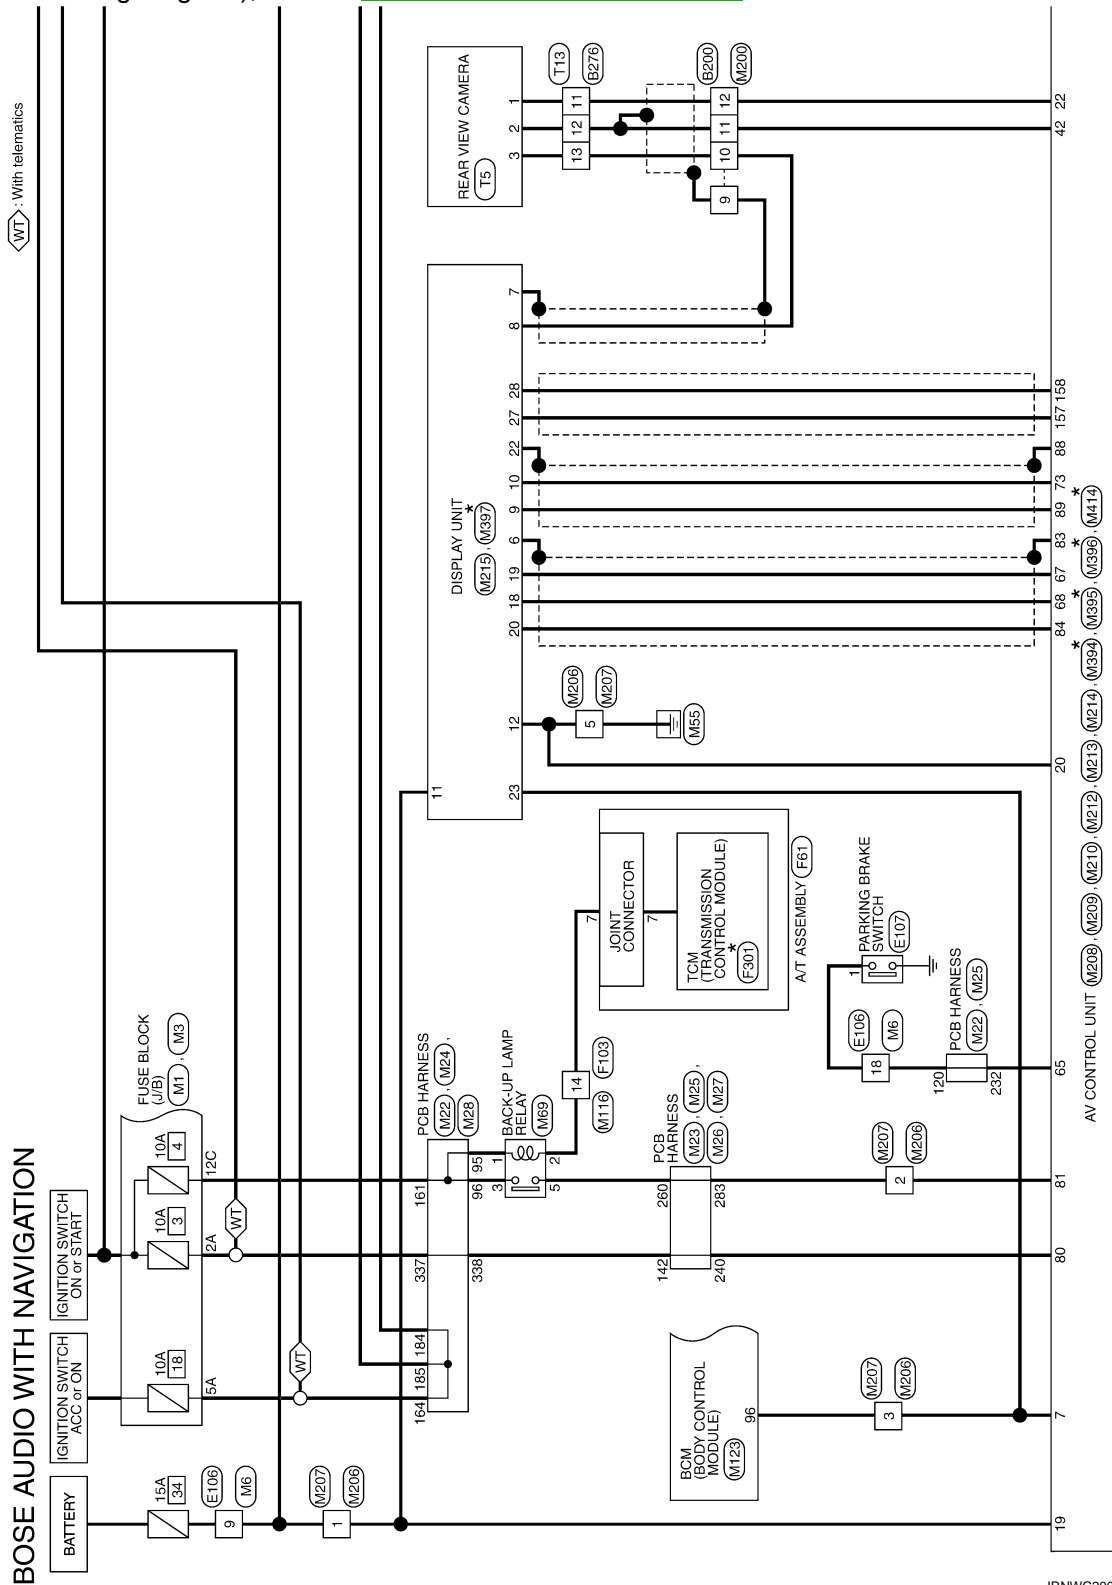 BOSE AUDIO WITH NAVIGATION
WT : With telematics
BATTERY
IGNITION SWITCH
ACC or ON
IGNITION SWITCH
ON or START
15A
34
10A
18
10A
3
10A
4
FUSE BLOCK
(J/B)
M1 , M3
5A
2A
12C
E106
9
M6
WT
WT
M207
1
M206
164
185
184
337
338
161
96
95
PCB HARNESS
M22 , M24 ,
M28
3
1
5
2
BACK-UP LAMP
RELAY
M69
M116
14
F103
7
JOINT
CONNECTOR
7
TCM
(TRANSMISSION
CONTROL MODULE)
*
F301
A/T ASSEMBLY F61
142
240
260
283
PCB
HARNESS
M23 , M25 ,
M26 , M27
BCM
(BODY CONTROL
MODULE)
M123
96
M207
3
M206
M207
2
M206
1
PARKING BRAKE
SWITCH
E107
E106
18
M6
120
232
PCB HARNESS
M22 , M25
11
23
12
20
18
19
6
9
10
22
27
28
8
7
DISPLAY UNIT
*
M215 , M397
M206
5
M207
M55
REAR VIEW CAMERA
T5
3
2
1
T13
13
12
11
B276
B200
9
10
11
12
M200
19
7
80
81
65
20
84
68
67
83
89
73
88
157
158
42
22
AV CONTROL UNIT M208 , M209 , M210 , M212 , M213 , M214 , M394 , M395 , M396 , M414
* * * *